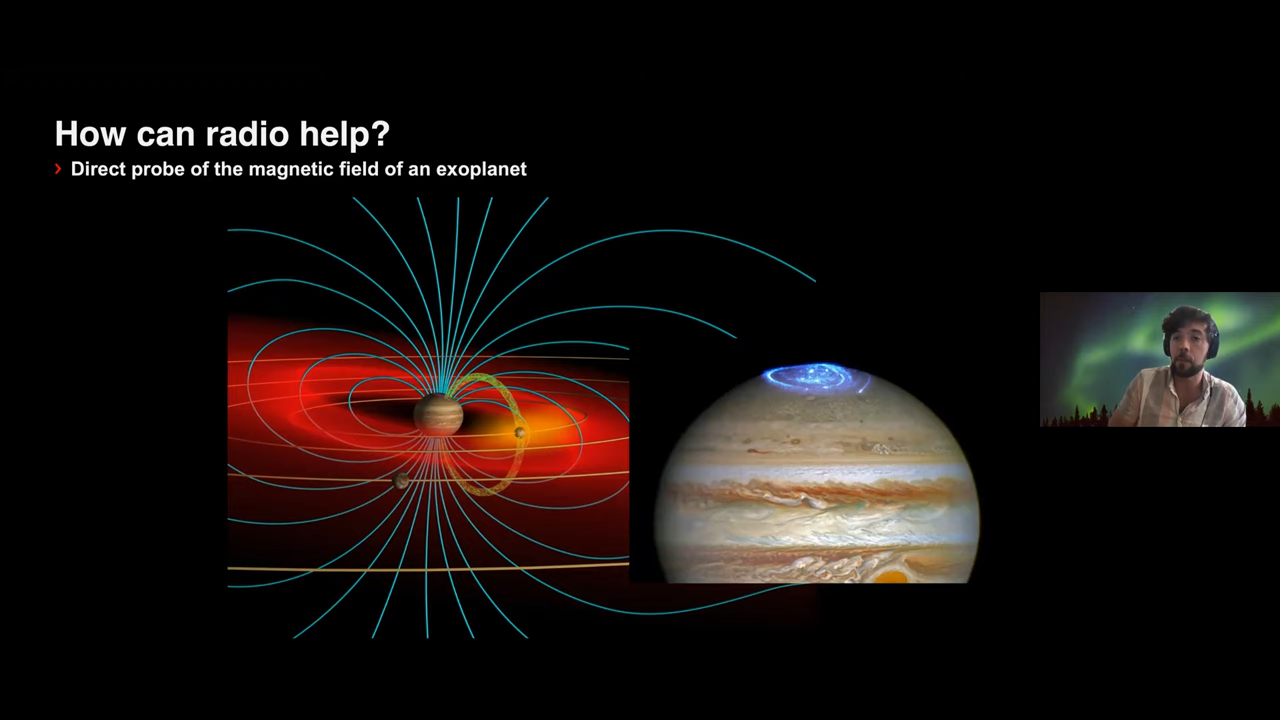 How can radio help?
› Direct probe of the magnetic field of an exoplanet